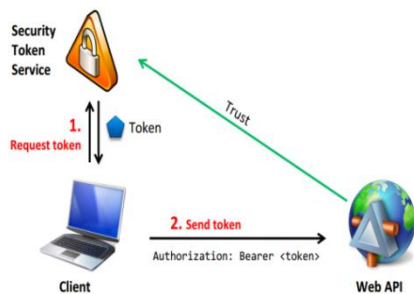 Security
Token
Service
1.
Request token
Token
Trust
2. Send token
Authorization: Bearer <token>
Client
Web API